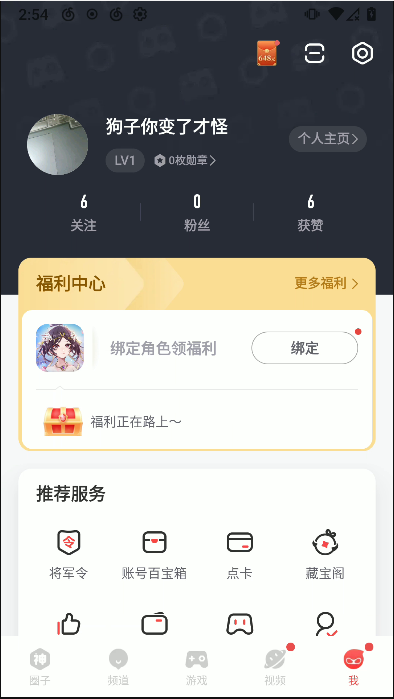 2:54
648元
狗子你变了才怪
个人主页
LV1
0枚勋章
6
0
6
关注
粉丝
获赞
福利中心
更多福利
绑定角色领福利
绑定
福利正在路上～
推荐服务
令
将军令
账号百宝箱
点卡
藏宝阁
圈子
频道
游戏
视频
我